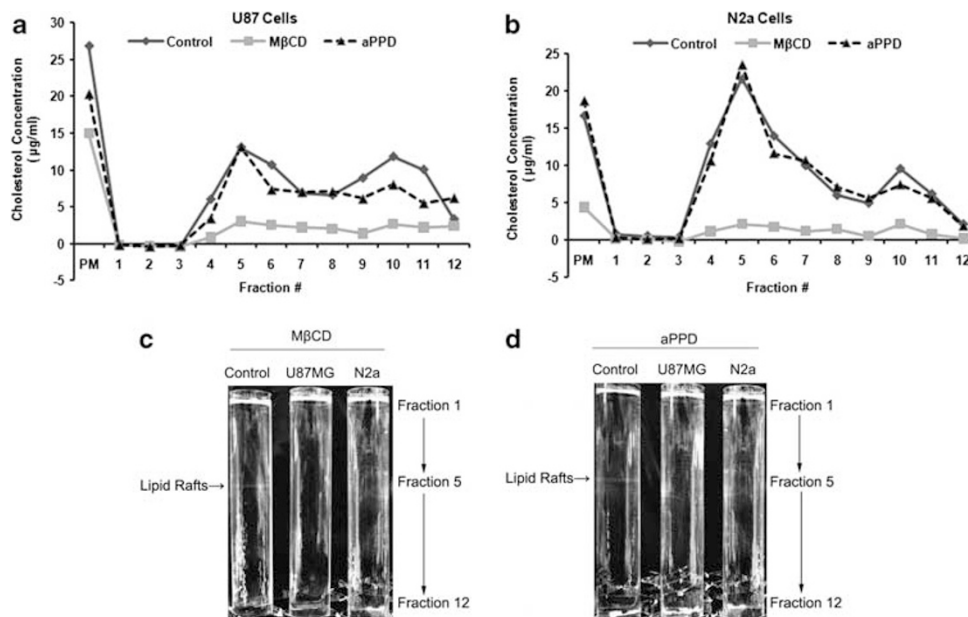 a
U87 Cells
Control MβCD aPPD
Cholesterol Concentration
( µg/ml)
30
25
20
15
10
5
0
-5
PM 1 2 3 4 5 6 7 8 9 10 11 12
Fraction #
b
N2a Cells
Control MβCD aPPD
Cholesterol Concentration
( µg/ml)
25
20
15
10
5
0
-5
PM 1 2 3 4 5 6 7 8 9 10 11 12
Fraction #
c
MβCD
Control U87MG N2a
Fraction 1
Lipid Rafts→
Fraction 5
Fraction 12
d
aPPD
Control U87MG N2a
Fraction 1
Lipid Rafts→
Fraction 5
Fraction 12